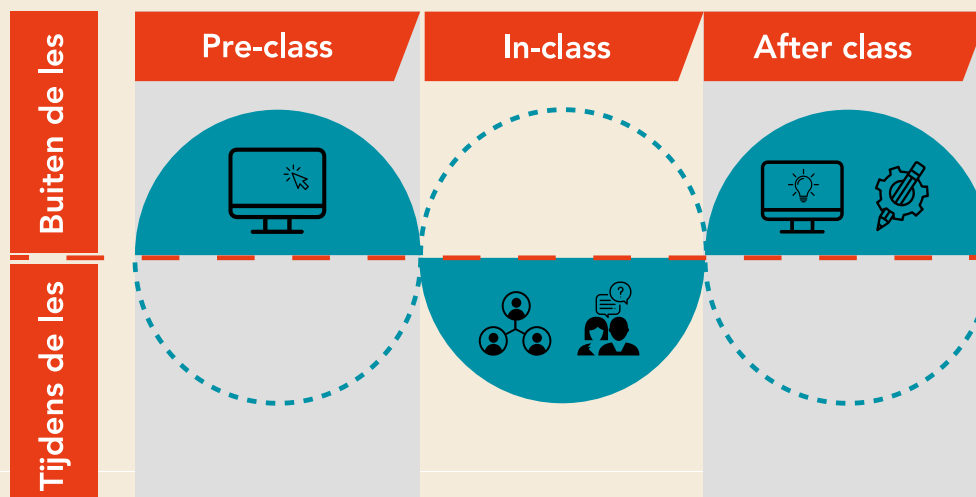 Pre-class
In-class
After class
Buiten de les
Tijdens de les
?